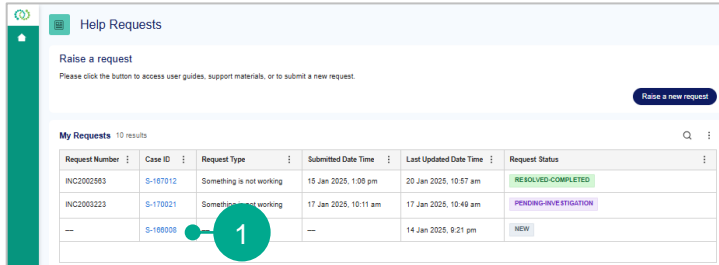 Help Requests
Raise a request
Please click the button to access user guides, support materials, or to submit a new request.
Raise a new request
My Requests 10 results
Request Number Case ID Request Type Submitted Date Time Last Updated Date Time Request Status
INC2002563 S-167012 Something is not working 15 Jan 2025, 1:06 pm 20 Jan 2025, 10:57 am RESOLVED-COMPLETED
INC2003223 S-170021 Something is not working 17 Jan 2025, 10:11 am 17 Jan 2025, 10:49 am PENDING-INVESTIGATION
— S-166008 — — 14 Jan 2025, 9:21 pm NEW
1